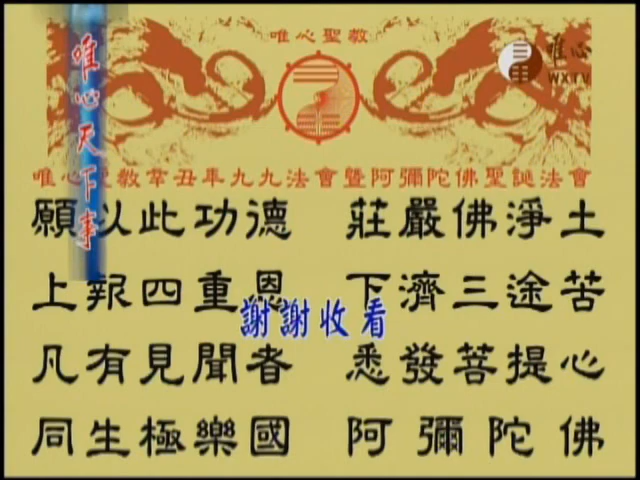 唯心聖教
唯心
WXTV
唯心天下事
唯心聖教辛丑年九九法會暨阿彌陀佛聖誕法會
願以此功德 莊嚴佛淨土
上報四重恩 下濟三途苦
謝謝收看
凡有見聞者 悉發菩提心
同生極樂國 阿彌陀佛